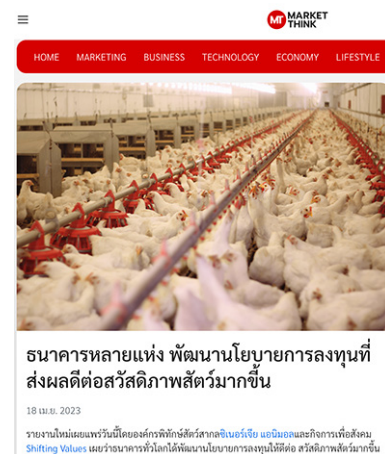 MT MARKET
THINK
HOME MARKETING BUSINESS TECHNOLOGY ECONOMY LIFESTYLE
ธนาคารหลายแห่ง พัฒนานโยบายการลงทุนที่
ส่งผลดีต่อสวัสดิภาพสัตว์มากขึ้น
18 เม.ย. 2023
รายงานใหม่เผยแพร่วันนี้โดยองค์กรพิทักษ์สัตว์สากลซิเนอร์เจีย แอนิมอลและกิจการเพื่อสังคม
Shifting Values เผยว่าธนาคารทั่วโลกได้พัฒนานโยบายการลงทุนให้ดีต่อ สวัสดิภาพสัตว์มากขึ้น